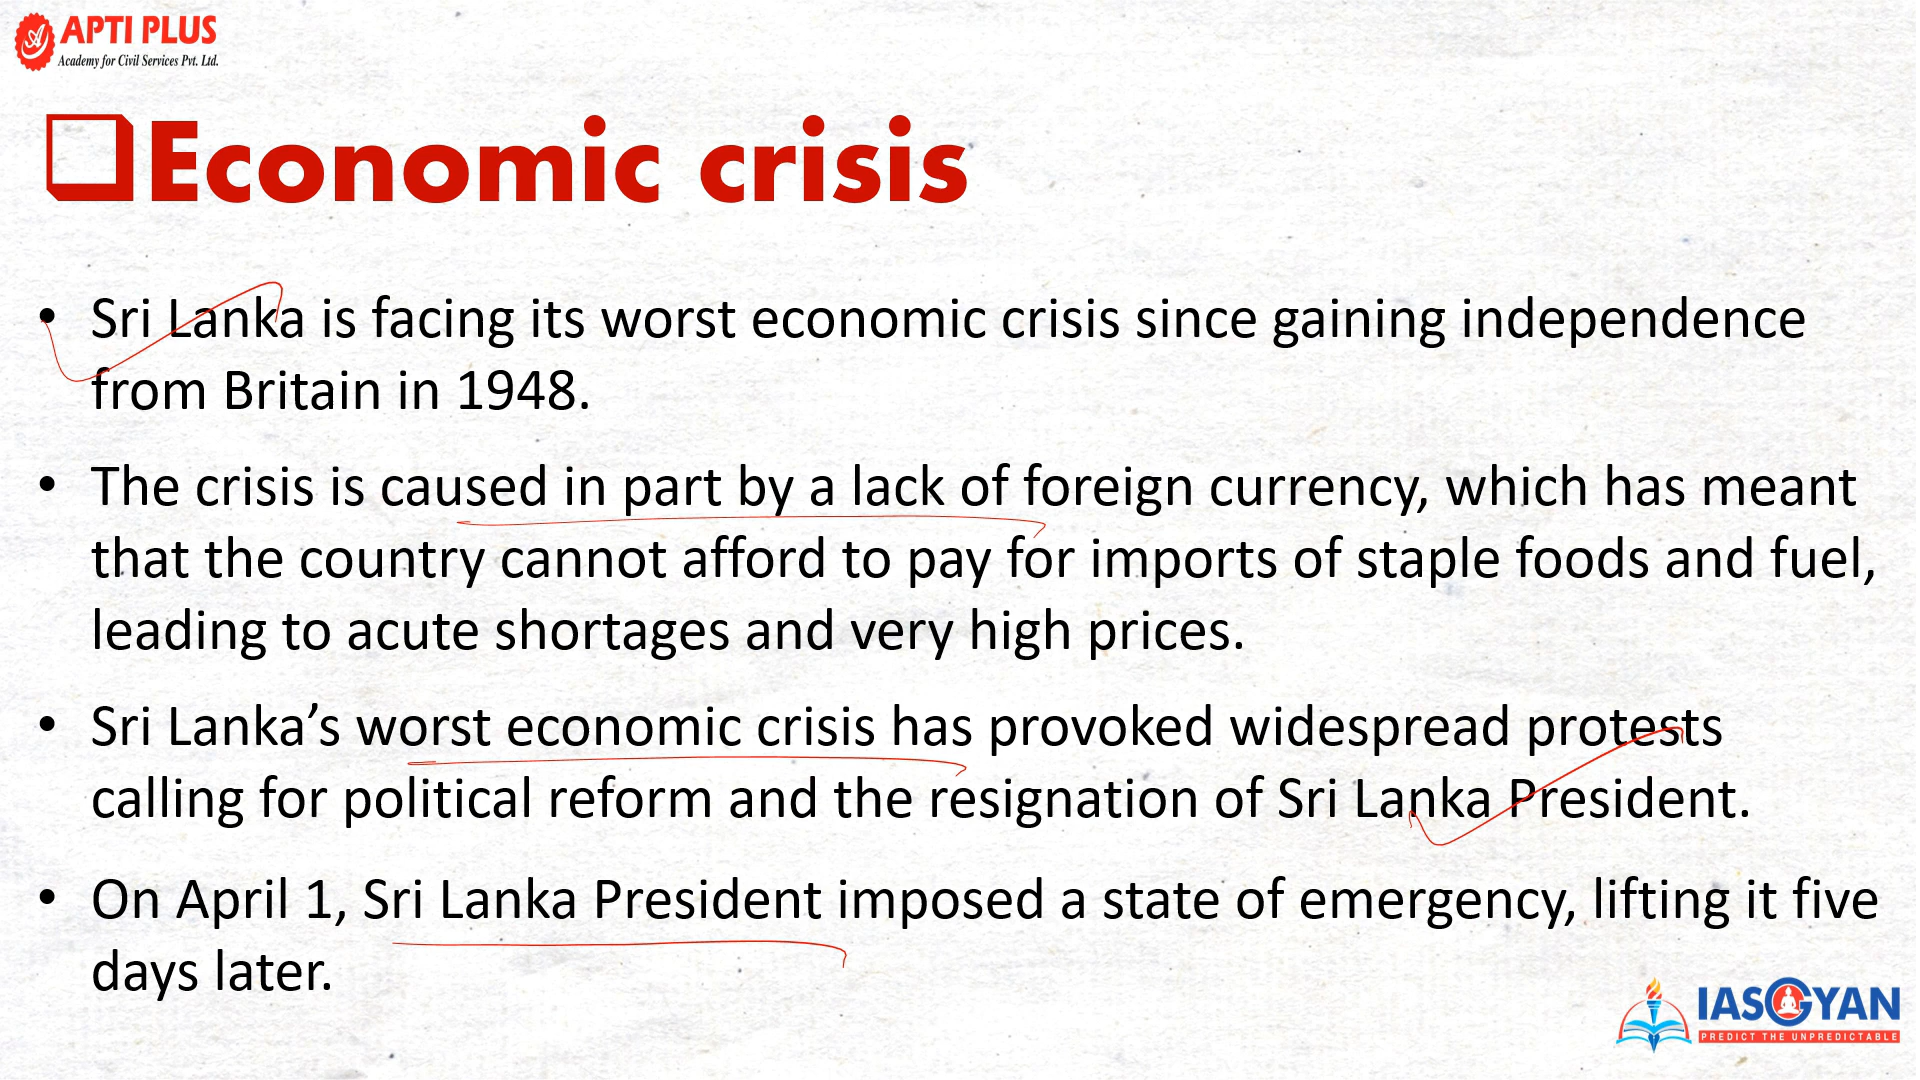 APTI PLUS
Academy for Civil Services Pvt. Ltd.
Economic crisis
• Sri Lanka is facing its worst economic crisis since gaining independence
from Britain in 1948.
• The crisis is caused in part by a lack of foreign currency, which has meant
that the country cannot afford to pay for imports of staple foods and fuel,
leading to acute shortages and very high prices.
• Sri Lanka’s worst economic crisis has provoked widespread protests
calling for political reform and the resignation of Sri Lanka President.
• On April 1, Sri Lanka President imposed a state of emergency, lifting it five
days later.
IASGYAN
PREDICT THE UNPREDICTABLE